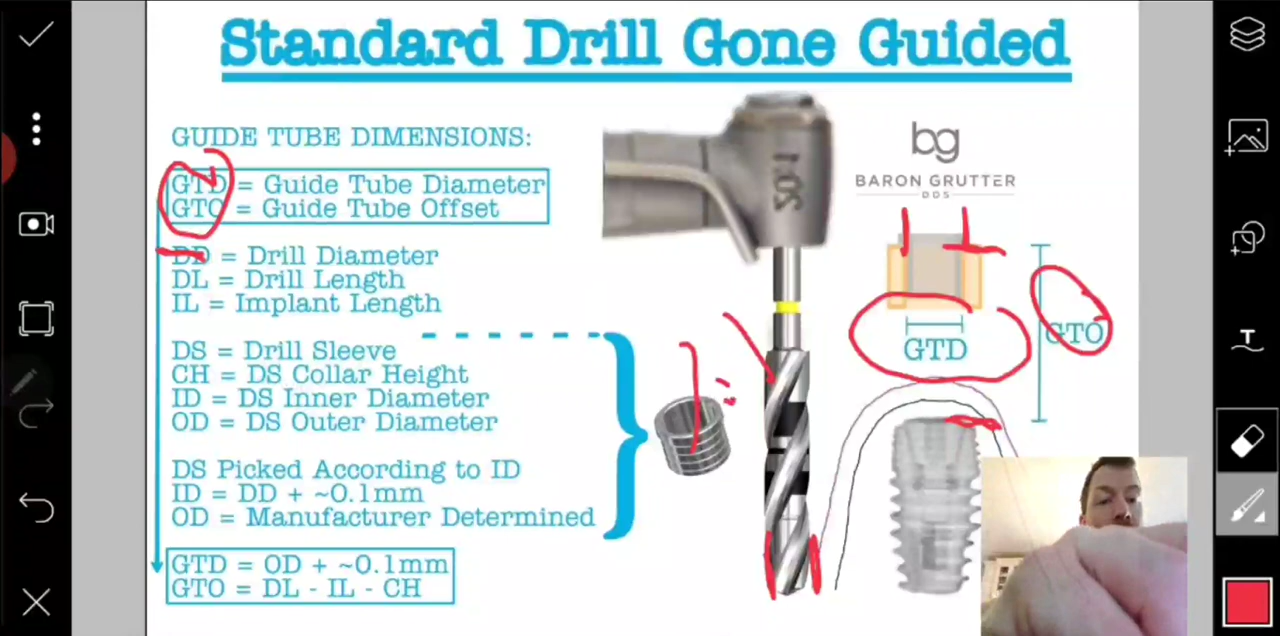 Standard Drill Gone Guided
GUIDE TUBE DIMENSIONS:
GTD = Guide Tube Diameter
GTO = Guide Tube Offset
DD = Drill Diameter
DL = Drill Length
IL = Implant Length
DS = Drill Sleeve
CH = DS Collar Height
ID = DS Inner Diameter
OD = DS Outer Diameter
DS Picked According to ID
ID = DD + ~0.1mm
OD = Manufacturer Determined
GTD = OD + ~0.1mm
GTO = DL - IL - CH
20:1
bg
BARON GRUTTER
DDS
GTD
GTO
T